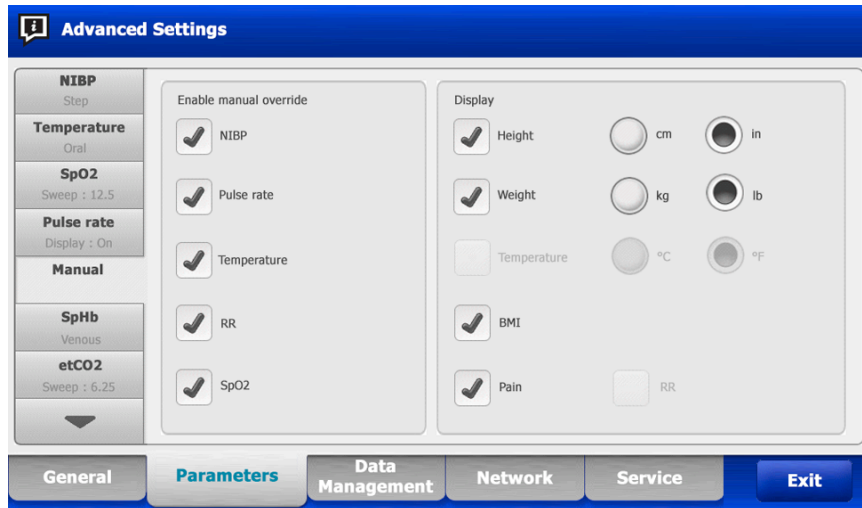 Advanced Settings
NIBP
Step
Temperature
Oral
SpO2
Sweep : 12.5
Pulse rate
Display : On
Manual
SpHb
Venous
etCO2
Sweep : 6.25
Enable manual override
NIBP
Pulse rate
Temperature
RR
SpO2
Display
Height cm in
Weight kg lb
Temperature °C °F
BMI
Pain RR
General Parameters Data Management Network Service Exit